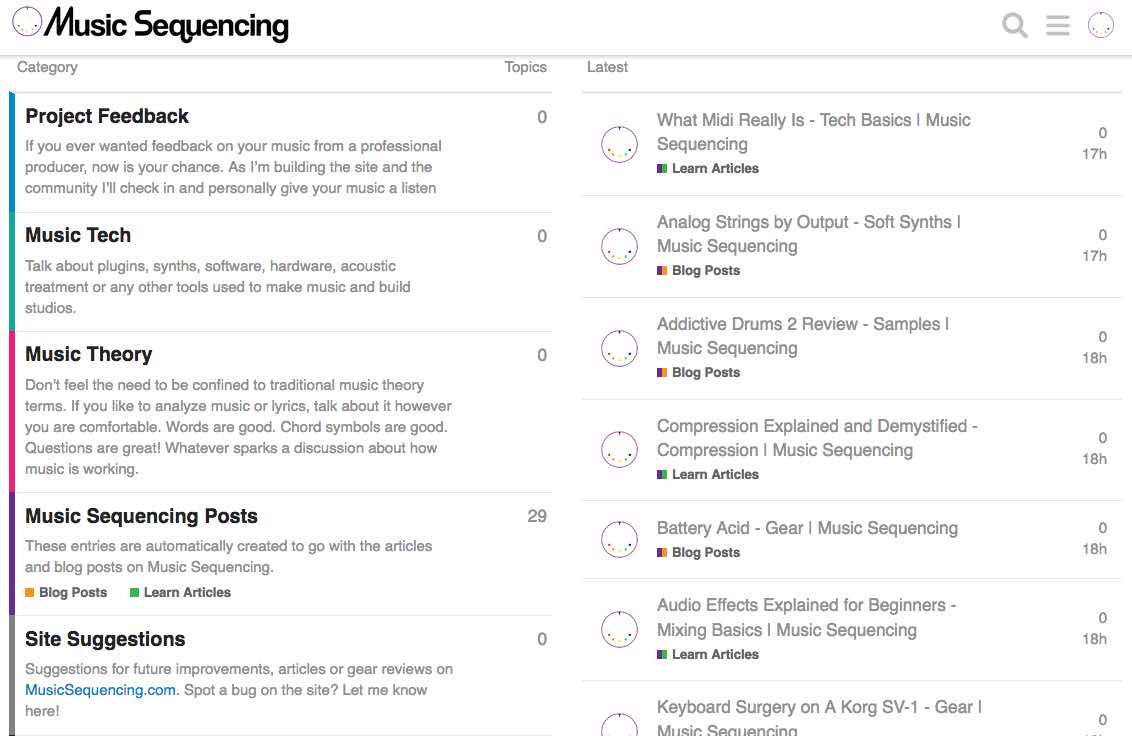 Music Sequencing
Category Topics
Project Feedback 0
If you ever wanted feedback on your music from a professional
producer, now is your chance. As I'm building the site and the
community I'll check in and personally give your music a listen
Music Tech 0
Talk about plugins, synths, software, hardware, acoustic
treatment or any other tools used to make music and build
studios.
Music Theory 0
Don't feel the need to be confined to traditional music theory
terms. If you like to analyze music or lyrics, talk about it however
you are comfortable. Words are good. Chord symbols are good.
Questions are great! Whatever sparks a discussion about how
music is working.
Music Sequencing Posts 29
These entries are automatically created to go with the articles
and blog posts on Music Sequencing.
Blog Posts Learn Articles
Site Suggestions 0
Suggestions for future improvements, articles or gear reviews on
MusicSequencing.com. Spot a bug on the site? Let me know
here!
Latest
What Midi Really Is - Tech Basics | Music
Sequencing
Learn Articles
0
17h
Analog Strings by Output - Soft Synths |
Music Sequencing
Blog Posts
0
17h
Addictive Drums 2 Review - Samples |
Music Sequencing
Blog Posts
0
18h
Compression Explained and Demystified -
Compression | Music Sequencing
Learn Articles
0
18h
Battery Acid - Gear | Music Sequencing
Blog Posts
0
18h
Audio Effects Explained for Beginners -
Mixing Basics | Music Sequencing
Learn Articles
0
18h
Keyboard Surgery on A Korg SV-1 - Gear |
Music Sequencing
0